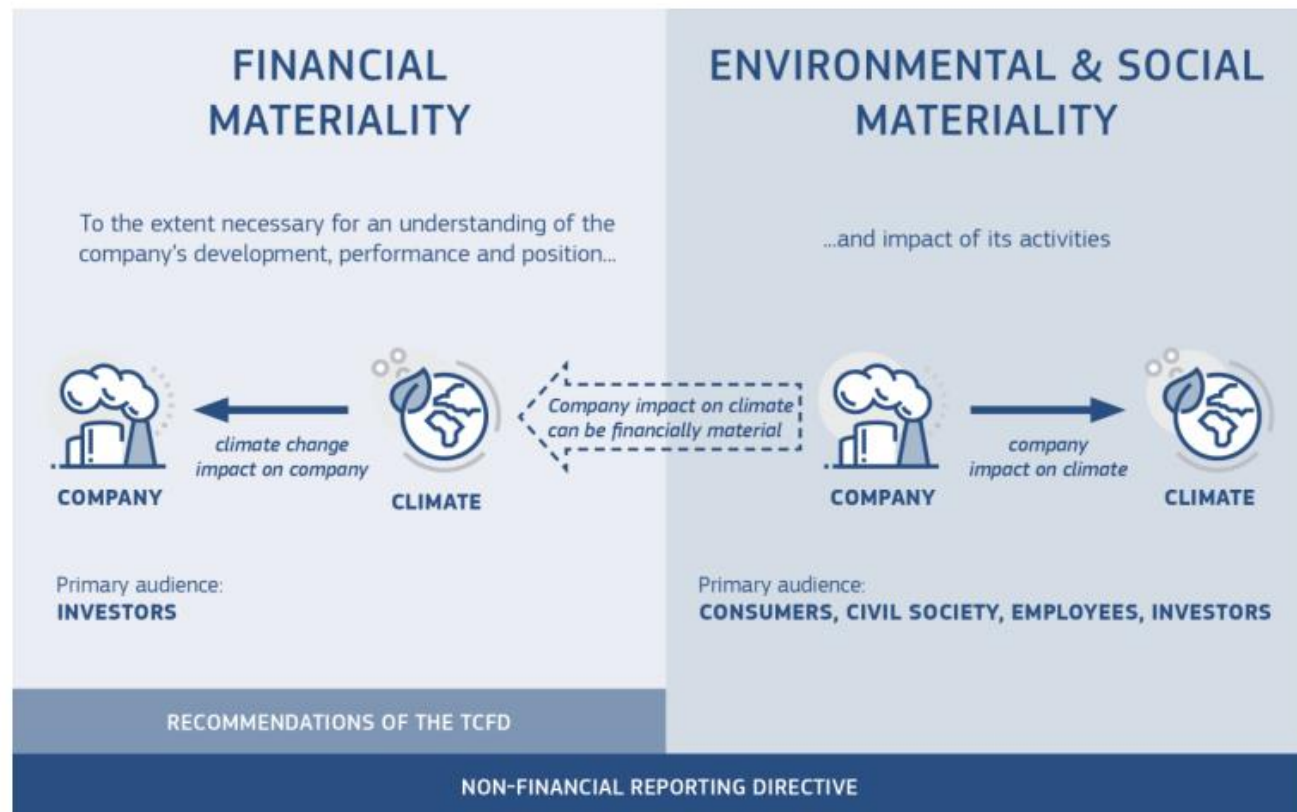 FINANCIAL
MATERIALITY
To the extent necessary for an understanding of the
company's development, performance and position...
climate change
impact on company
COMPANY
CLIMATE
Primary audience:
INVESTORS
RECOMMENDATIONS OF THE TCFD
Company impact on climate
can be financially material
ENVIRONMENTAL & SOCIAL
MATERIALITY
...and impact of its activities
company
impact on climate
COMPANY
CLIMATE
Primary audience:
CONSUMERS, CIVIL SOCIETY, EMPLOYEES, INVESTORS
NON-FINANCIAL REPORTING DIRECTIVE